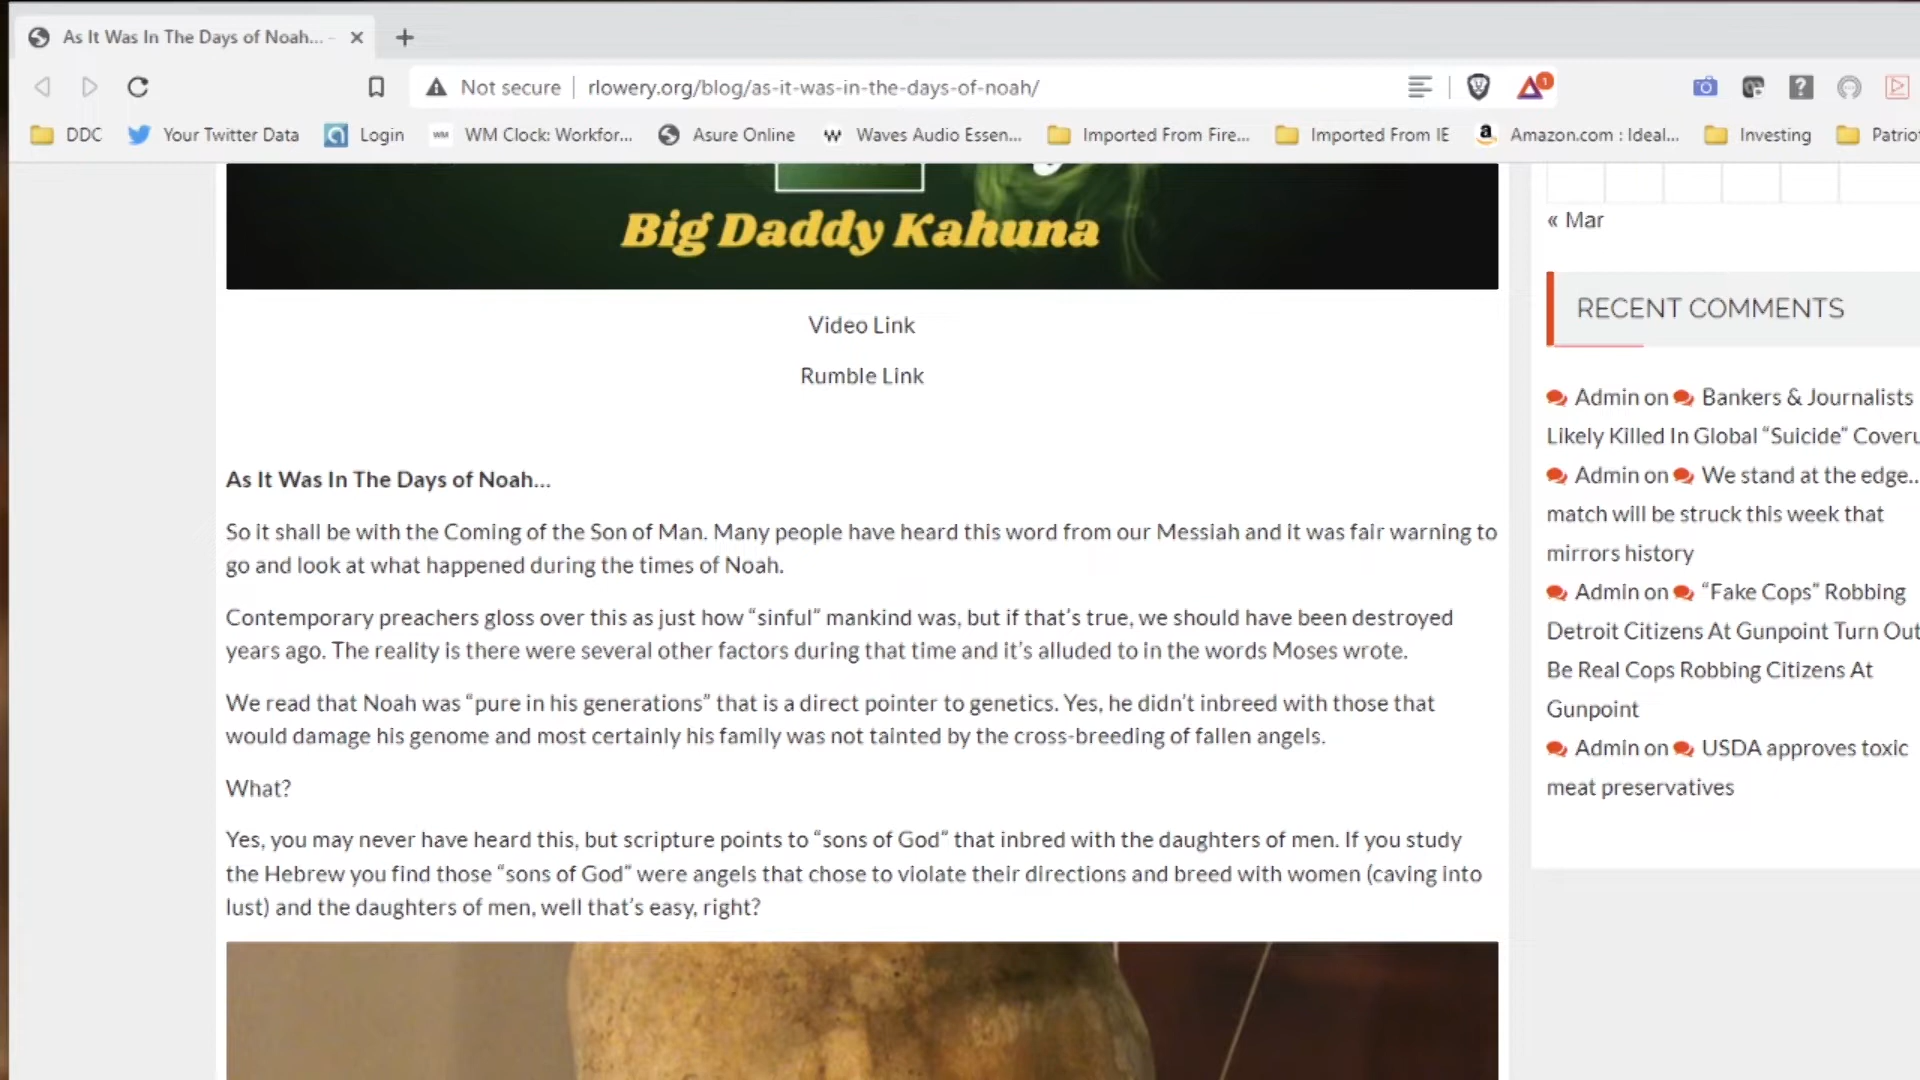 As It Was In The Days of Noah...
Not secure
rlowery.org/blog/as-it-was-in-the-days-of-noah/
1
DDC
Your Twitter Data
Login
WM Clock: Workfor...
Asure Online
Waves Audio Essen...
Imported From Fire...
Imported From IE
Amazon.com : Ideal...
Investing
Patrio
Big Daddy Kahuna
Video Link
Rumble Link
As It Was In The Days of Noah...
So it shall be with the Coming of the Son of Man. Many people have heard this word from our Messiah and it was fair warning to
go and look at what happened during the times of Noah.
Contemporary preachers gloss over this as just how “sinful” mankind was, but if that’s true, we should have been destroyed
years ago. The reality is there were several other factors during that time and it’s alluded to in the words Moses wrote.
We read that Noah was “pure in his generations” that is a direct pointer to genetics. Yes, he didn’t inbreed with those that
would damage his genome and most certainly his family was not tainted by the cross-breeding of fallen angels.
What?
Yes, you may never have heard this, but scripture points to “sons of God” that inbred with the daughters of men. If you study
the Hebrew you find those “sons of God” were angels that chose to violate their directions and breed with women (caving into
lust) and the daughters of men, well that’s easy, right?
« Mar
RECENT COMMENTS
Admin on Bankers & Journalists
Likely Killed In Global “Suicide” Coveru
Admin on We stand at the edge..
match will be struck this week that
mirrors history
Admin on “Fake Cops” Robbing
Detroit Citizens At Gunpoint Turn Out
Be Real Cops Robbing Citizens At
Gunpoint
Admin on USDA approves toxic
meat preservatives